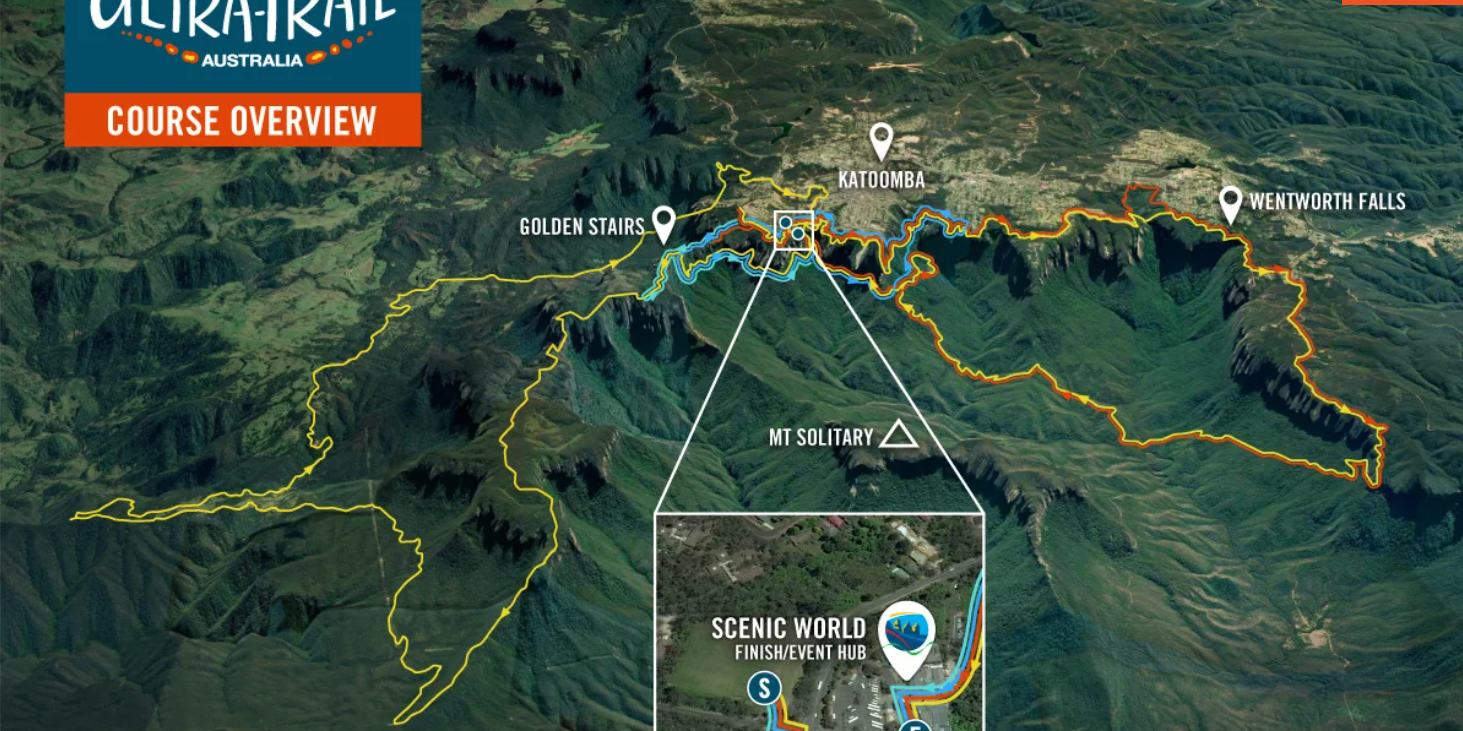 ULTRA-TRAIL
AUSTRALIA
COURSE OVERVIEW
KATOOMBA
WENTWORTH FALLS
GOLDEN STAIRS
MT SOLITARY
SCENIC WORLD
FINISH/EVENT HUB
S
F